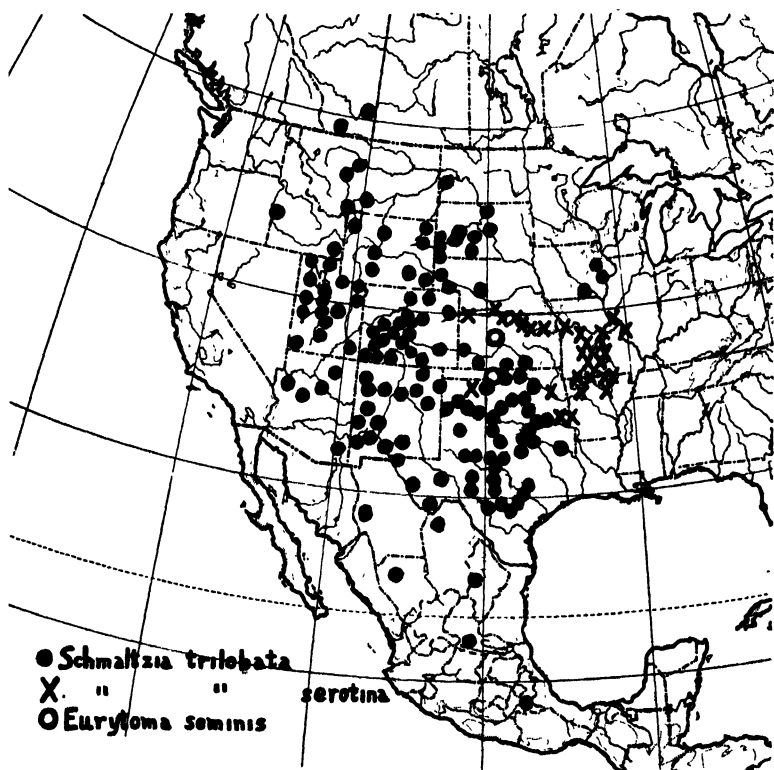 ● Schmaltzia trilobata
X. " " serotina
O Eurytoma seminis